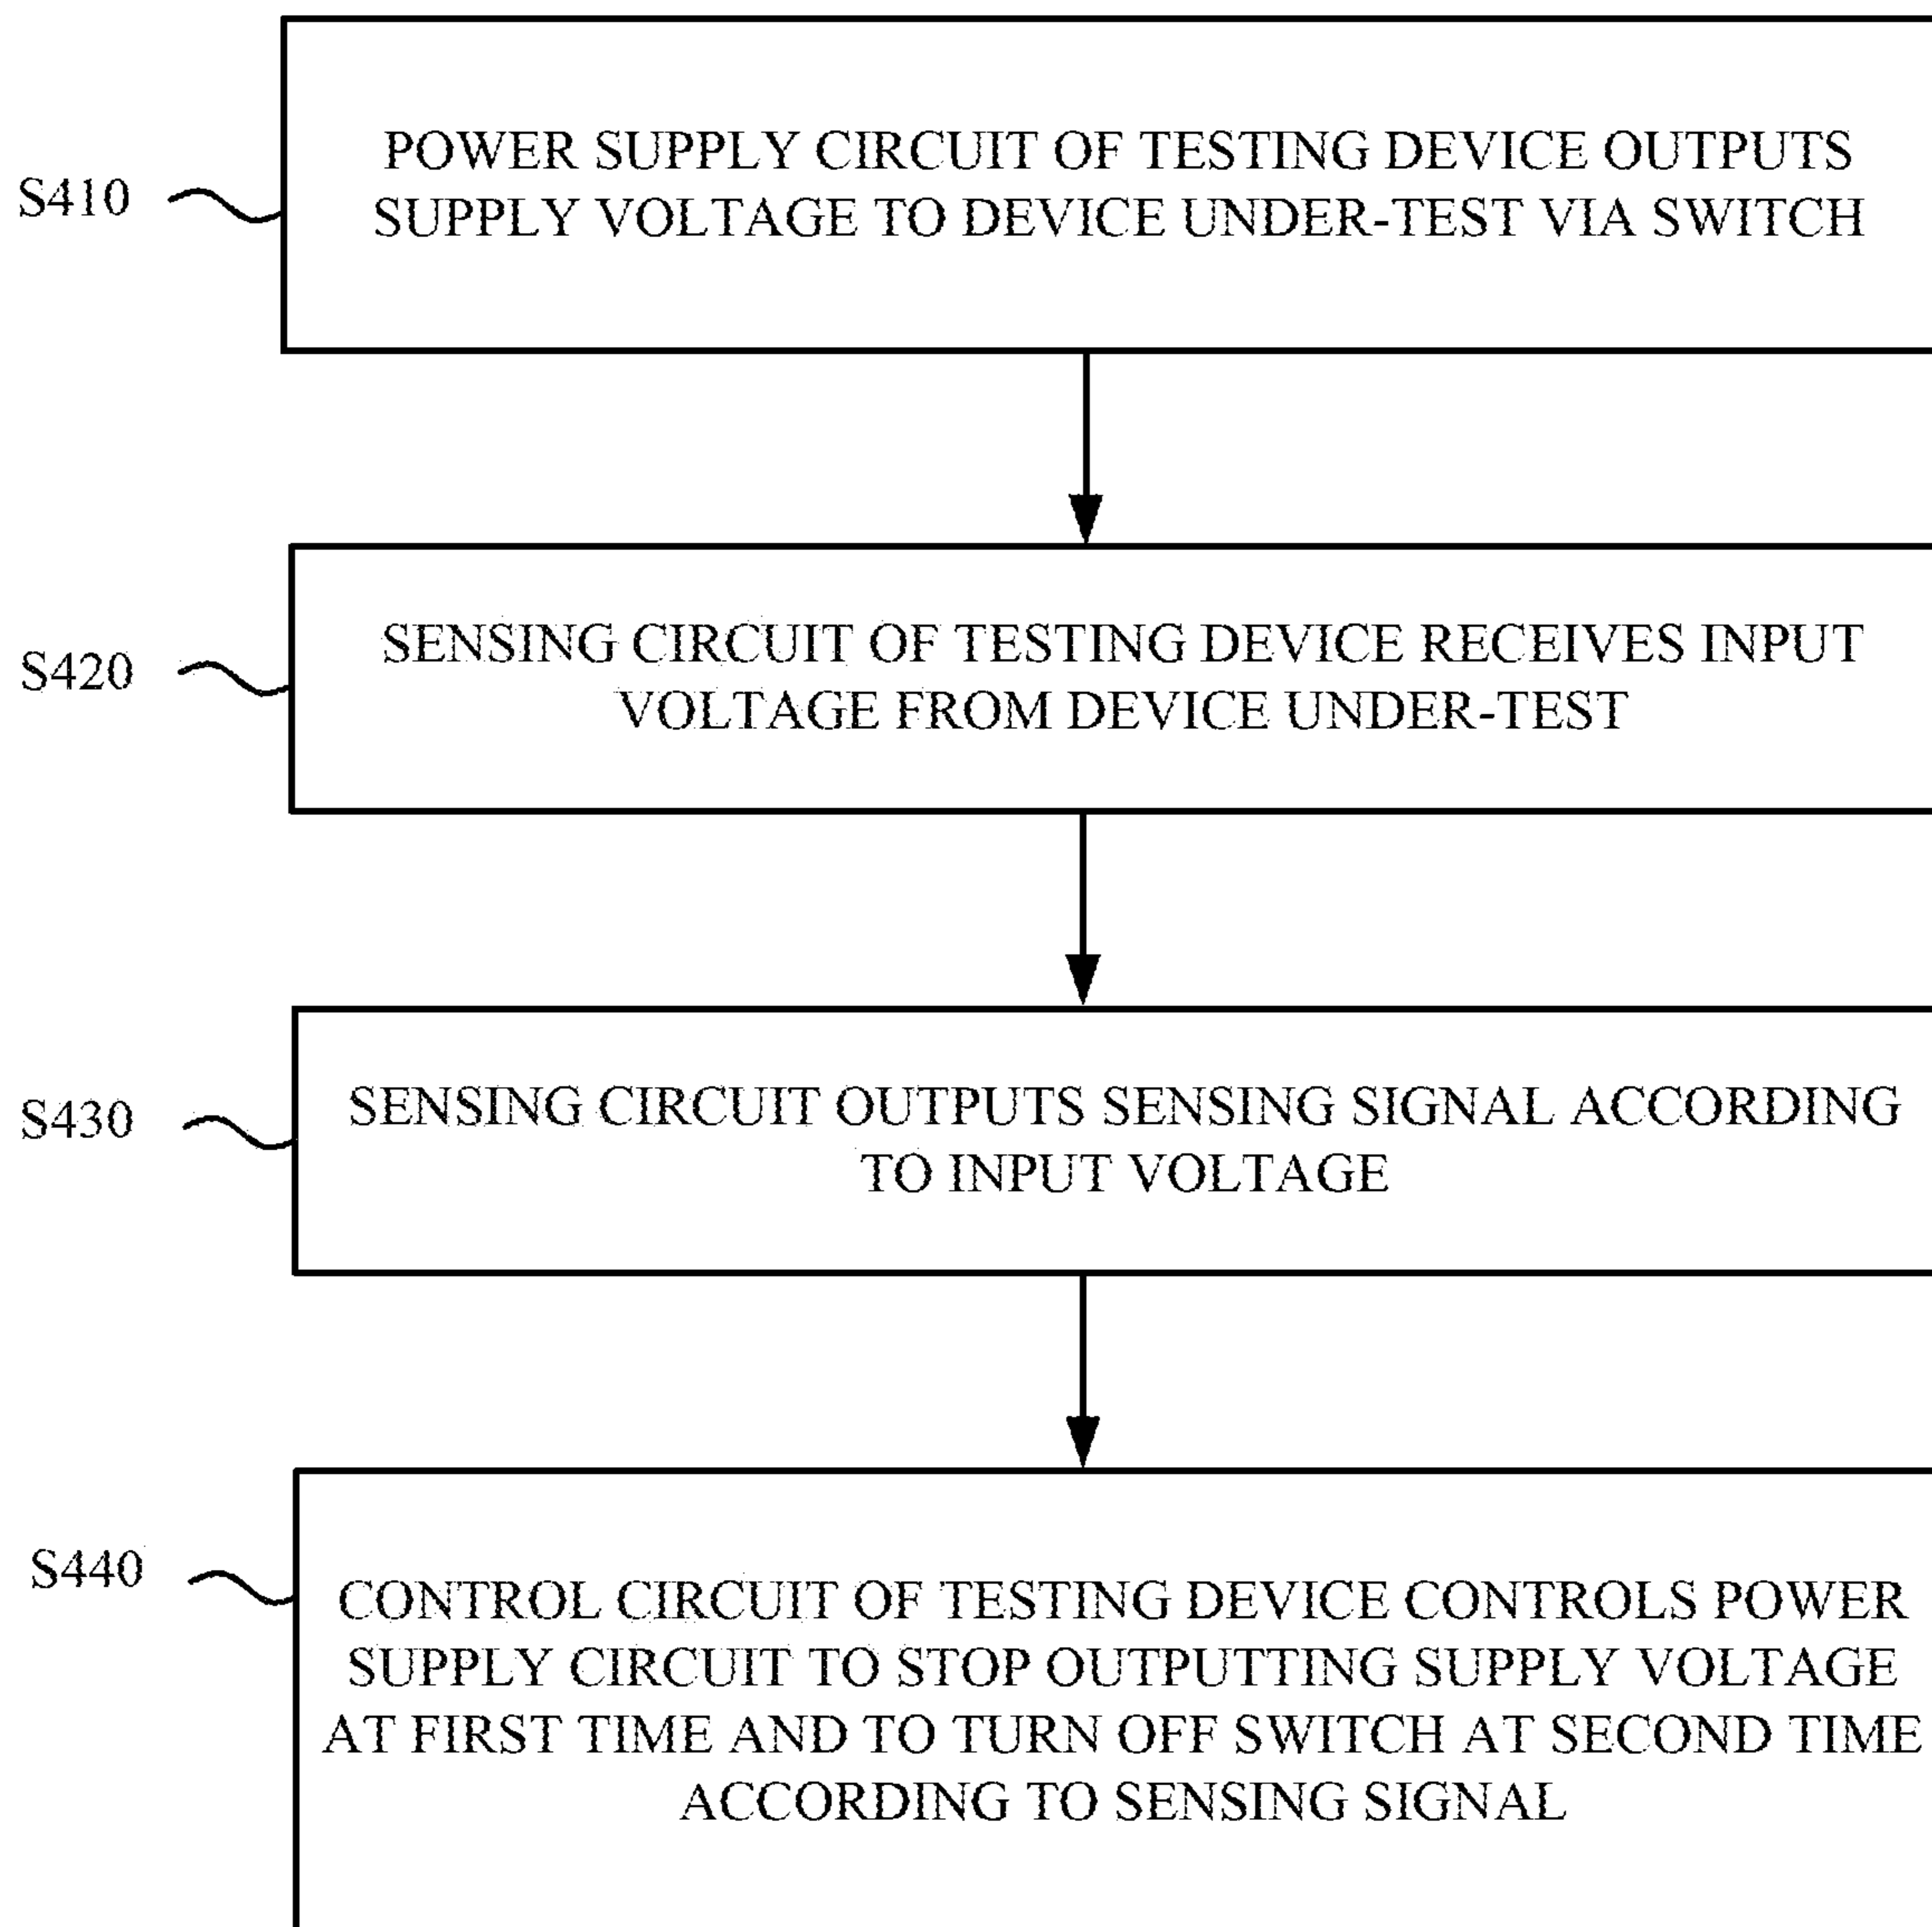 S410
POWER SUPPLY CIRCUIT OF TESTING DEVICE OUTPUTS
SUPPLY VOLTAGE TO DEVICE UNDER-TEST VIA SWITCH
S420
SENSING CIRCUIT OF TESTING DEVICE RECEIVES INPUT
VOLTAGE FROM DEVICE UNDER-TEST
S430
SENSING CIRCUIT OUTPUTS SENSING SIGNAL ACCORDING
TO INPUT VOLTAGE
S440
CONTROL CIRCUIT OF TESTING DEVICE CONTROLS POWER
SUPPLY CIRCUIT TO STOP OUTPUTTING SUPPLY VOLTAGE
AT FIRST TIME AND TO TURN OFF SWITCH AT SECOND TIME
ACCORDING TO SENSING SIGNAL